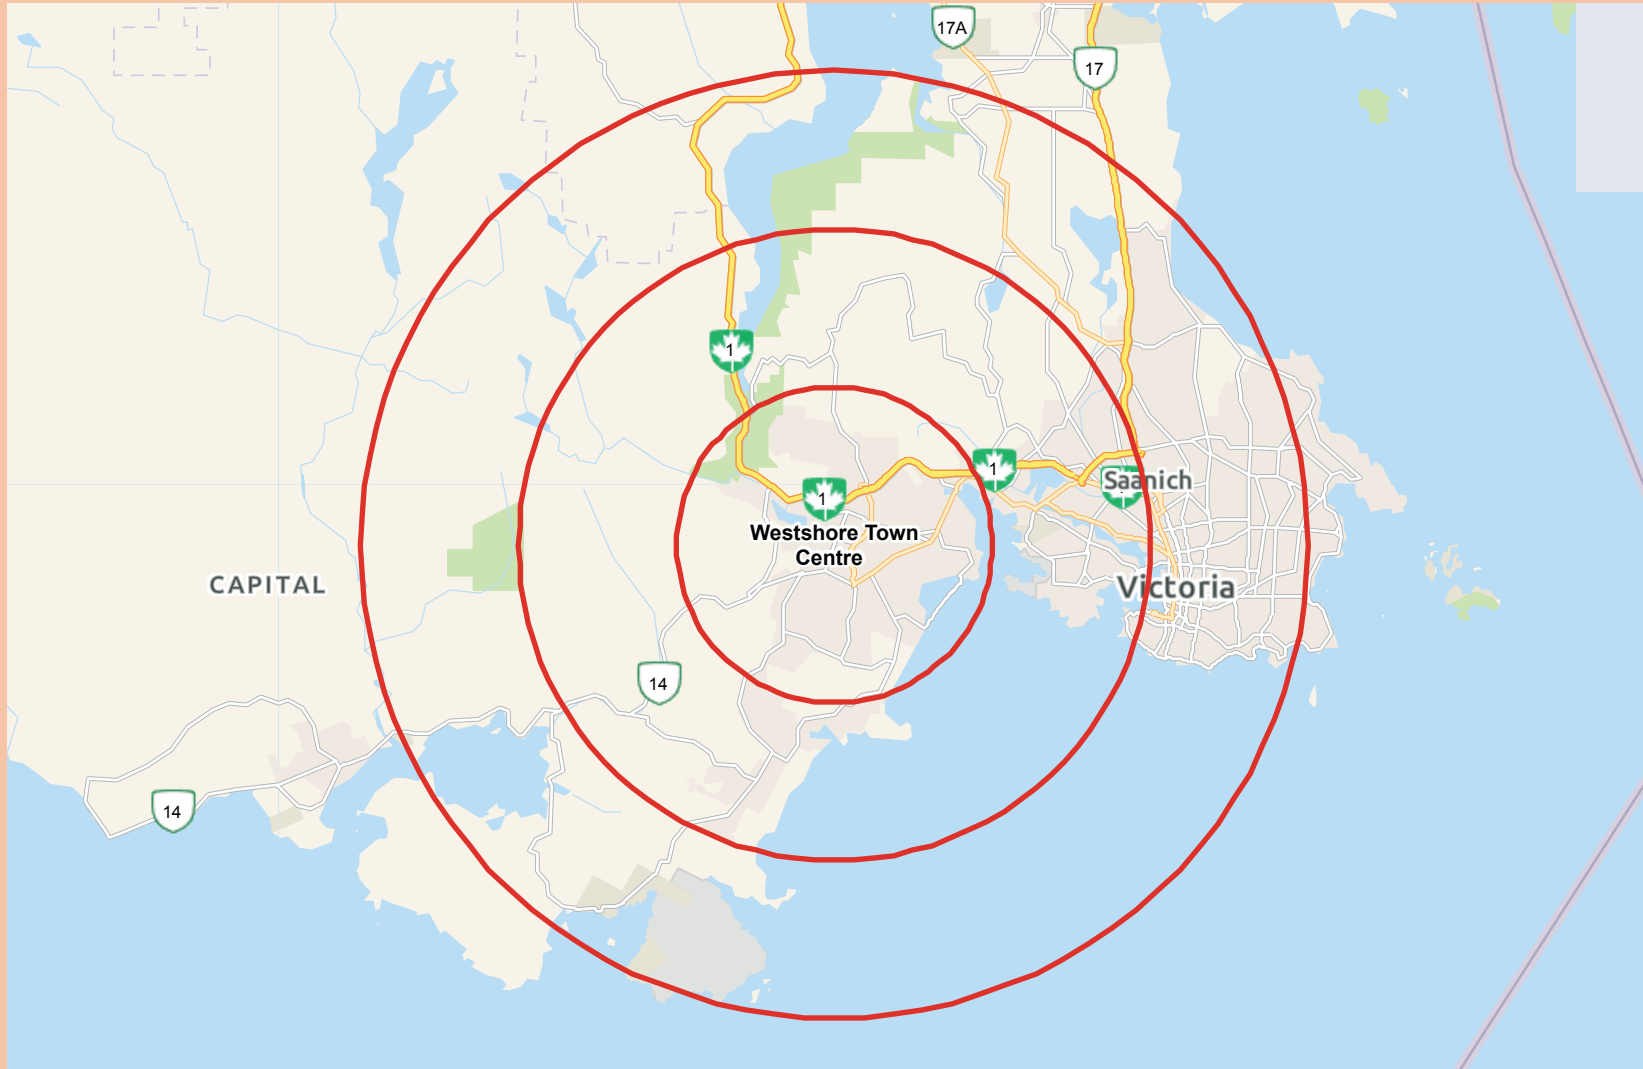 17A
17
1
1
1
Saanich
Westshore Town
Centre
CAPITAL
Victoria
14
14